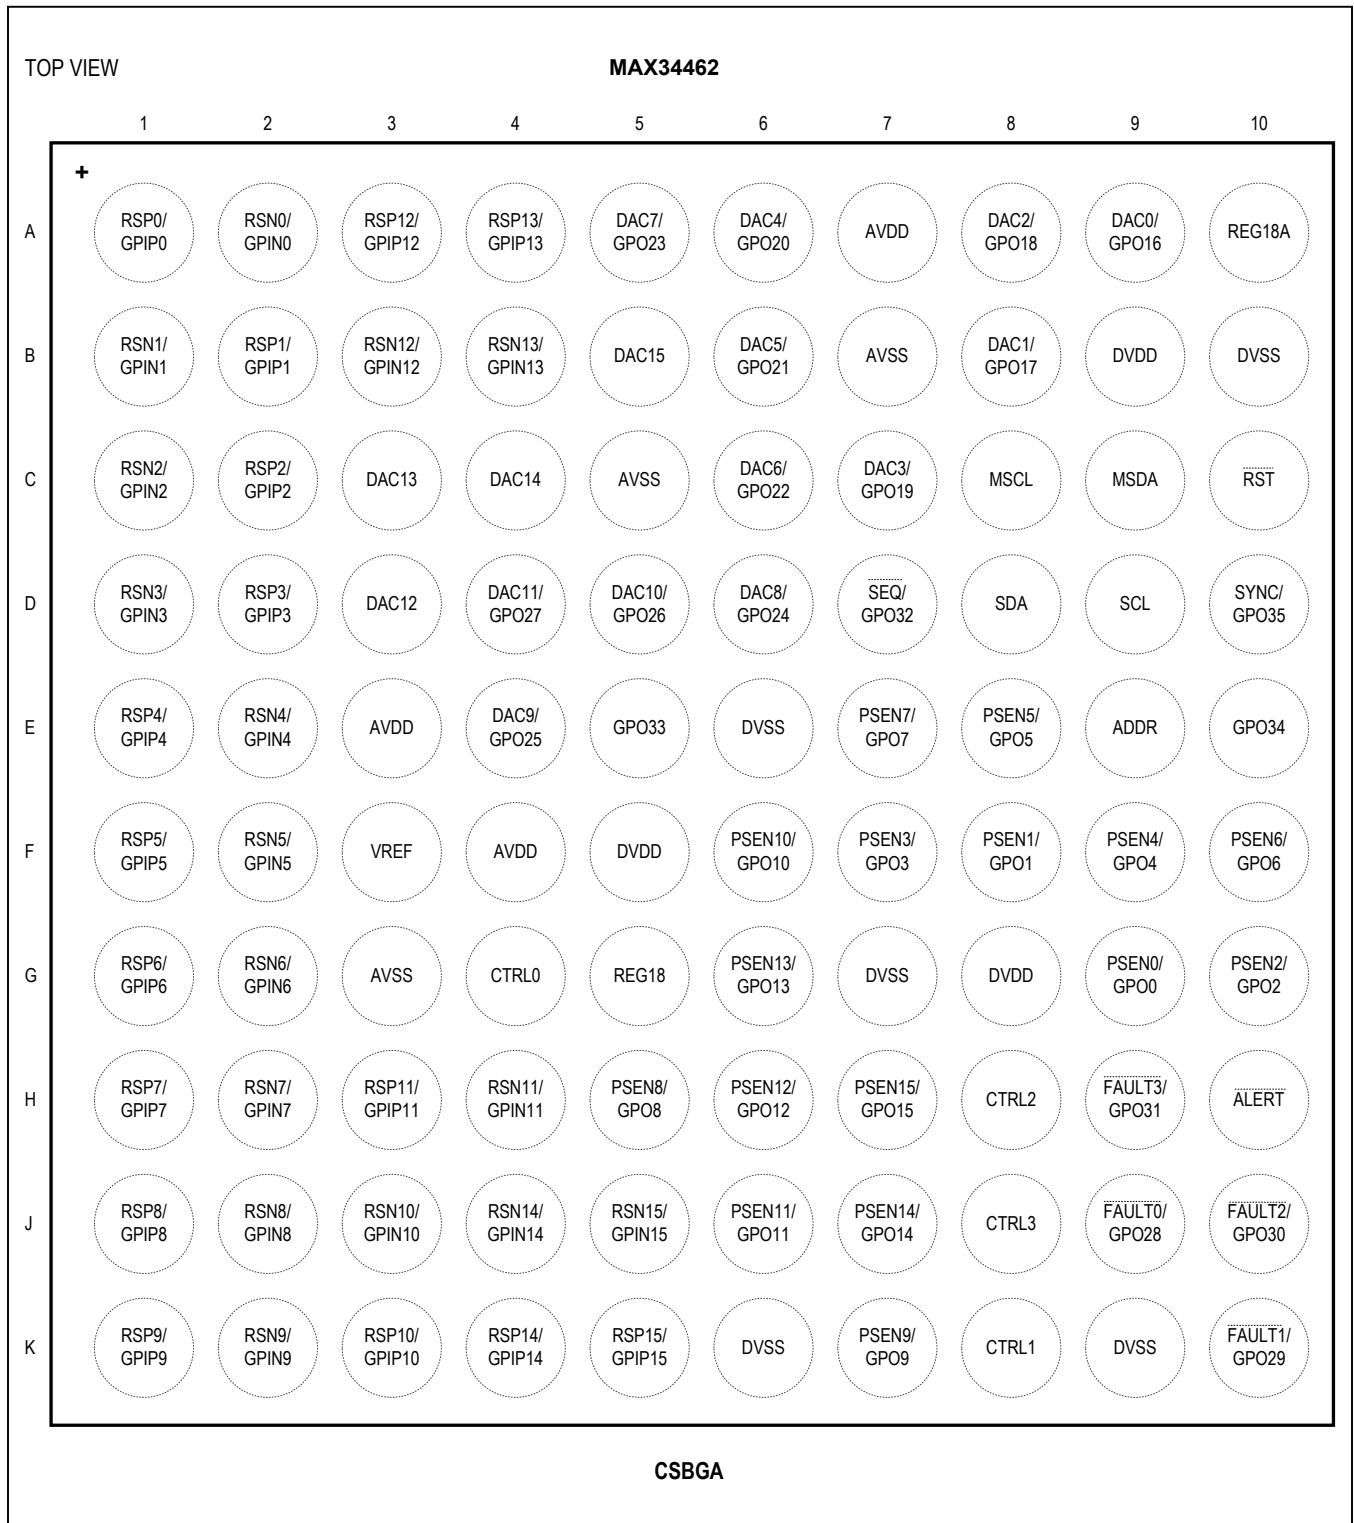 TOP VIEW
MAX34462
1 2 3 4 5 6 7 8 9 10
+
A RSP0/ GPIP0 RSN0/ GPIN0 RSP12/ GPIP12 RSP13/ GPIP13 DAC7/ GPO23 DAC4/ GPO20 AVDD DAC2/ GPO18 DAC0/ GPO16 REG18A
B RSN1/ GPIN1 RSP1/ GPIP1 RSN12/ GPIN12 RSN13/ GPIN13 DAC15 DAC5/ GPO21 AVSS DAC1/ GPO17 DVDD DVSS
C RSN2/ GPIN2 RSP2/ GPIP2 DAC13 DAC14 AVSS DAC6/ GPO22 DAC3/ GPO19 MSCL MSDA RST
D RSN3/ GPIN3 RSP3/ GPIP3 DAC12 DAC11/ GPO27 DAC10/ GPO26 DAC8/ GPO24 SEQ/ GPO32 SDA SCL SYNC/ GPO35
E RSP4/ GPIP4 RSN4/ GPIN4 AVDD DAC9/ GPO25 GPO33 DVSS PSEN7/ GPO7 PSEN5/ GPO5 ADDR GPO34
F RSP5/ GPIP5 RSN5/ GPIN5 VREF AVDD DVDD PSEN10/ GPO10 PSEN3/ GPO3 PSEN1/ GPO1 PSEN4/ GPO4 PSEN6/ GPO6
G RSP6/ GPIP6 RSN6/ GPIN6 AVSS CTRL0 REG18 PSEN13/ GPO13 DVSS DVDD PSEN0/ GPO0 PSEN2/ GPO2
H RSP7/ GPIP7 RSN7/ GPIN7 RSP11/ GPIP11 RSN11/ GPIN11 PSEN8/ GPO8 PSEN12/ GPO12 PSEN15/ GPO15 CTRL2 FAULT3/ GPO31 ALERT
J RSP8/ GPIP8 RSN8/ GPIN8 RSN10/ GPIN10 RSN14/ GPIN14 RSN15/ GPIN15 PSEN11/ GPO11 PSEN14/ GPO14 CTRL3 FAULT0/ GPO28 FAULT2/ GPO30
K RSP9/ GPIP9 RSN9/ GPIN9 RSP10/ GPIP10 RSP14/ GPIP14 RSP15/ GPIP15 DVSS PSEN9/ GPO9 CTRL1 DVSS FAULT1/ GPO29
CSBGA